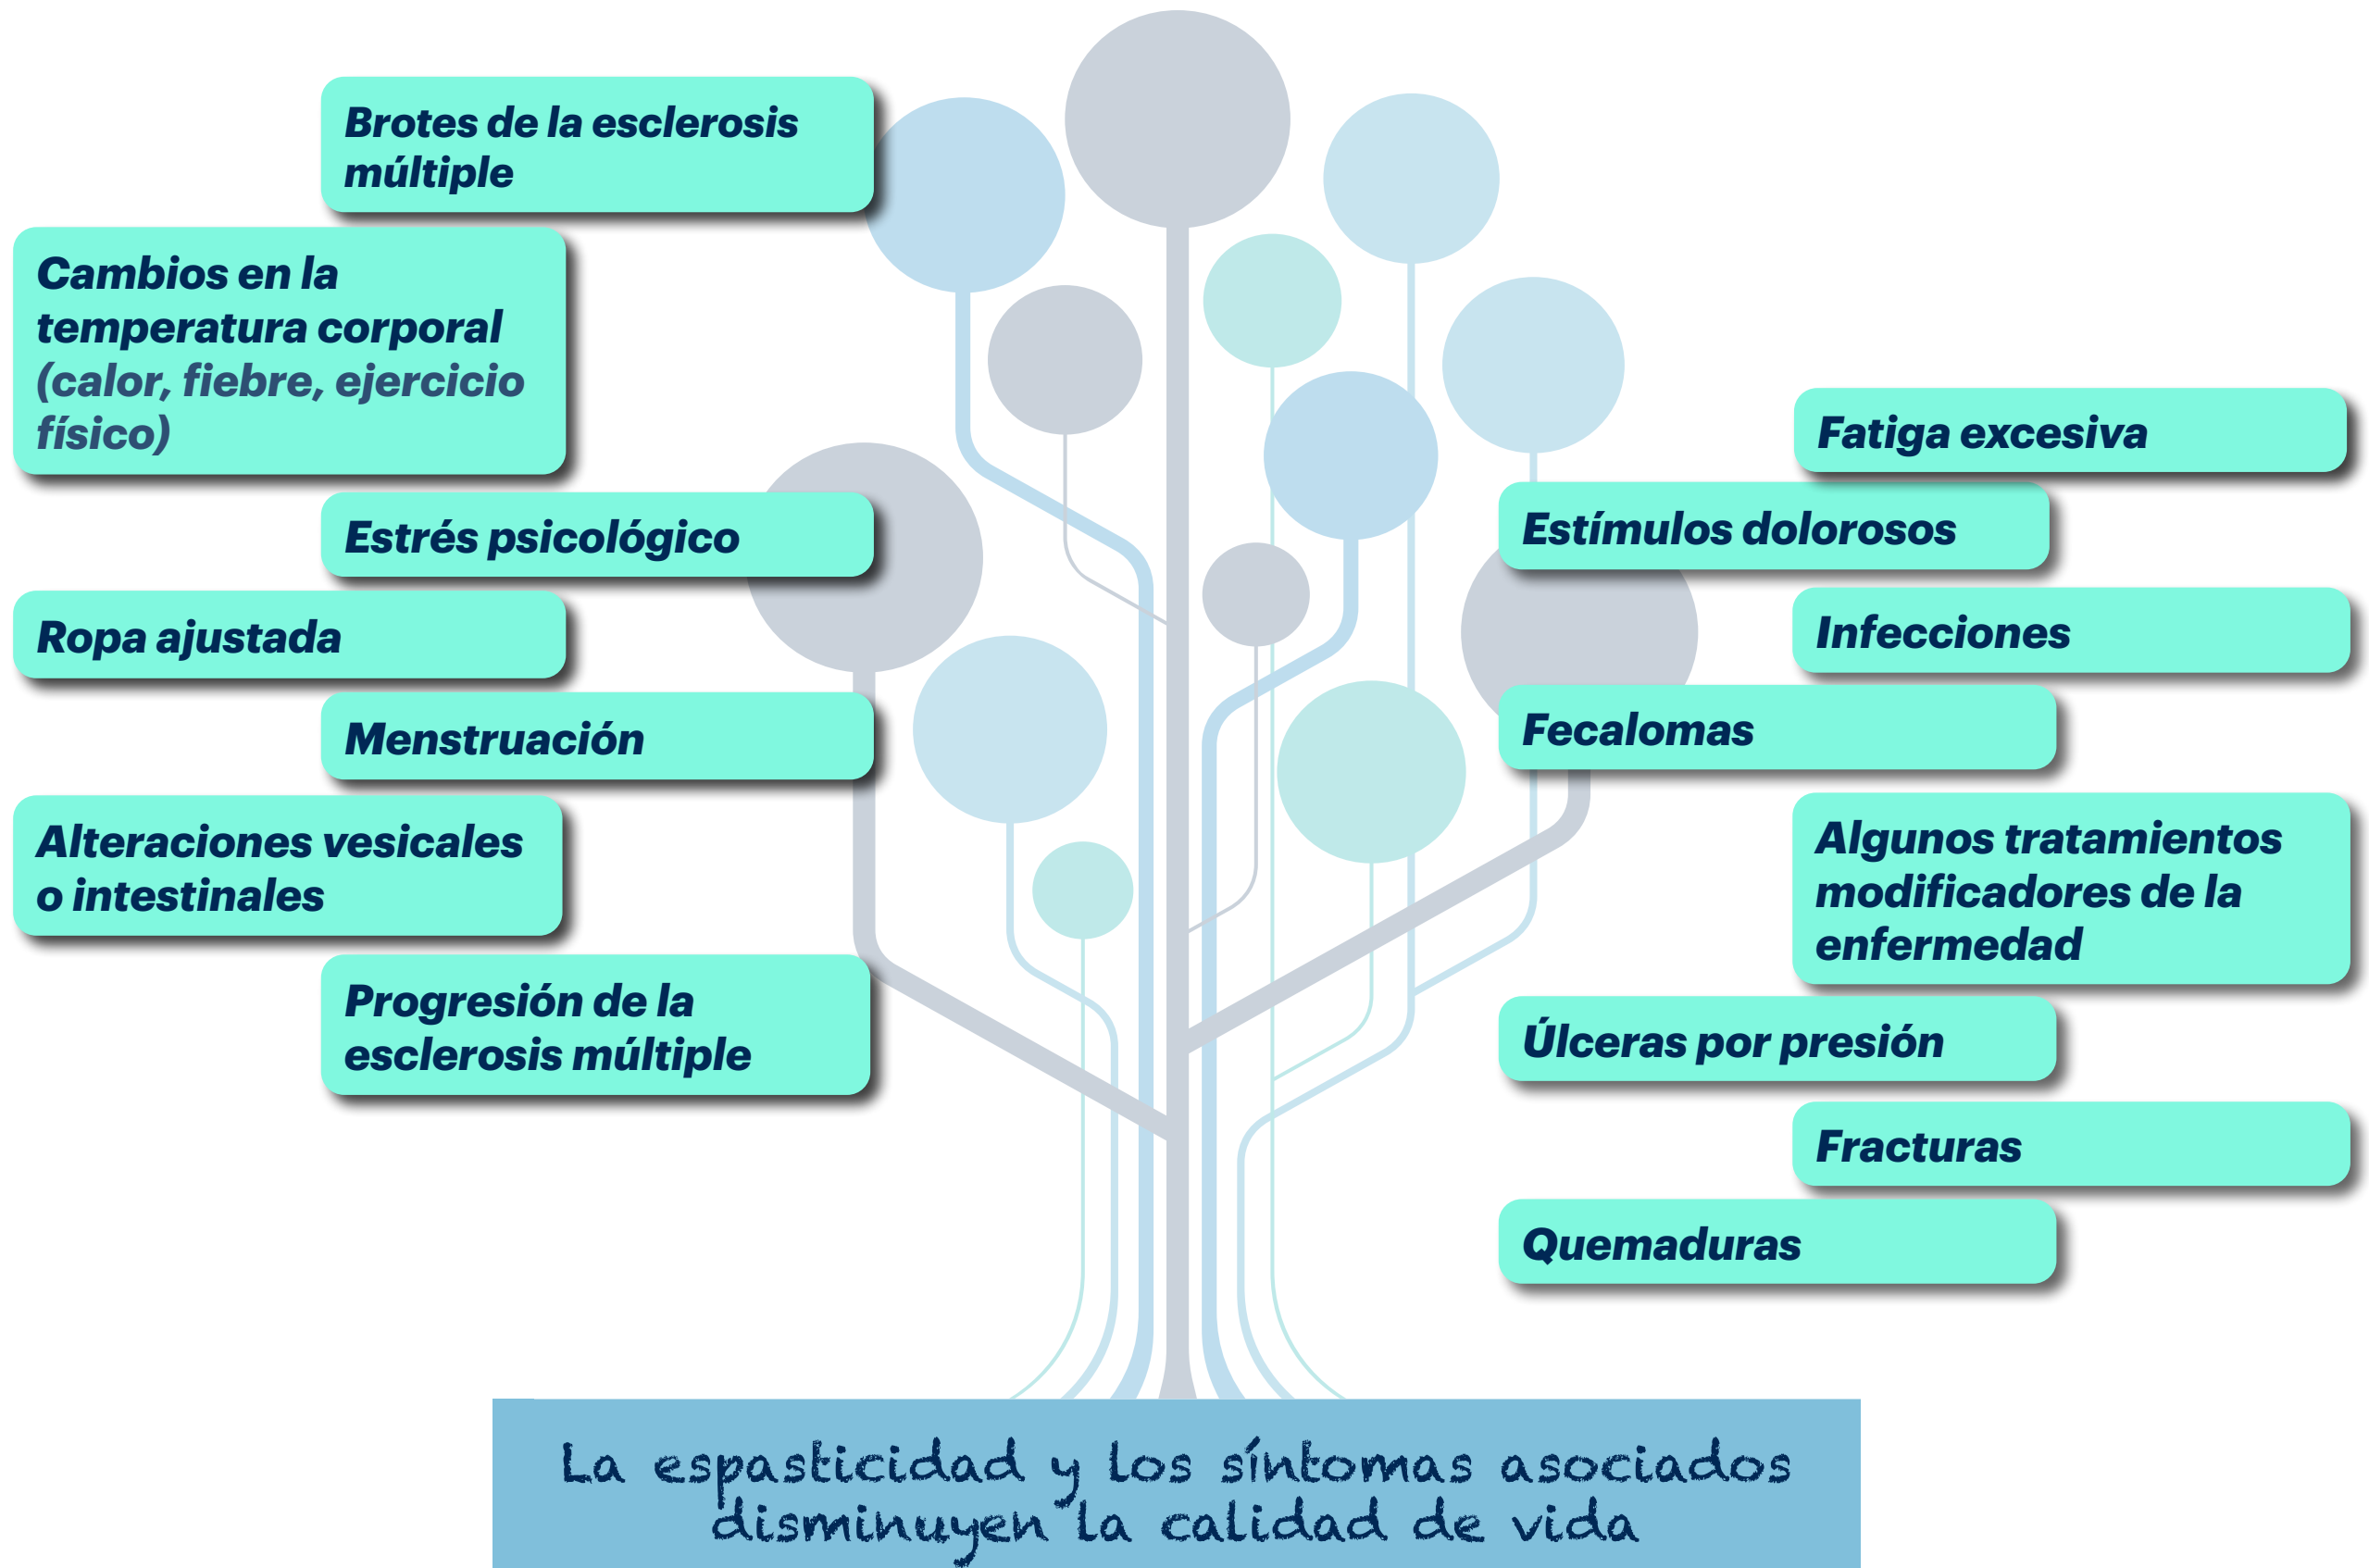 Brotes de la esclerosis
múltiple
Cambios en la
temperatura corporal
(calor, fiebre, ejercicio
físico)
Estrés psicológico
Ropa ajustada
Menstruación
Alteraciones vesicales
o intestinales
Progresión de la
esclerosis múltiple
Fatiga excesiva
Estímulos dolorosos
Infecciones
Fecalomas
Algunos tratamientos
modificadores de la
enfermedad
Úlceras por presión
Fracturas
Quemaduras
La espasticidad y los síntomas asociados
disminuyen la calidad de vida